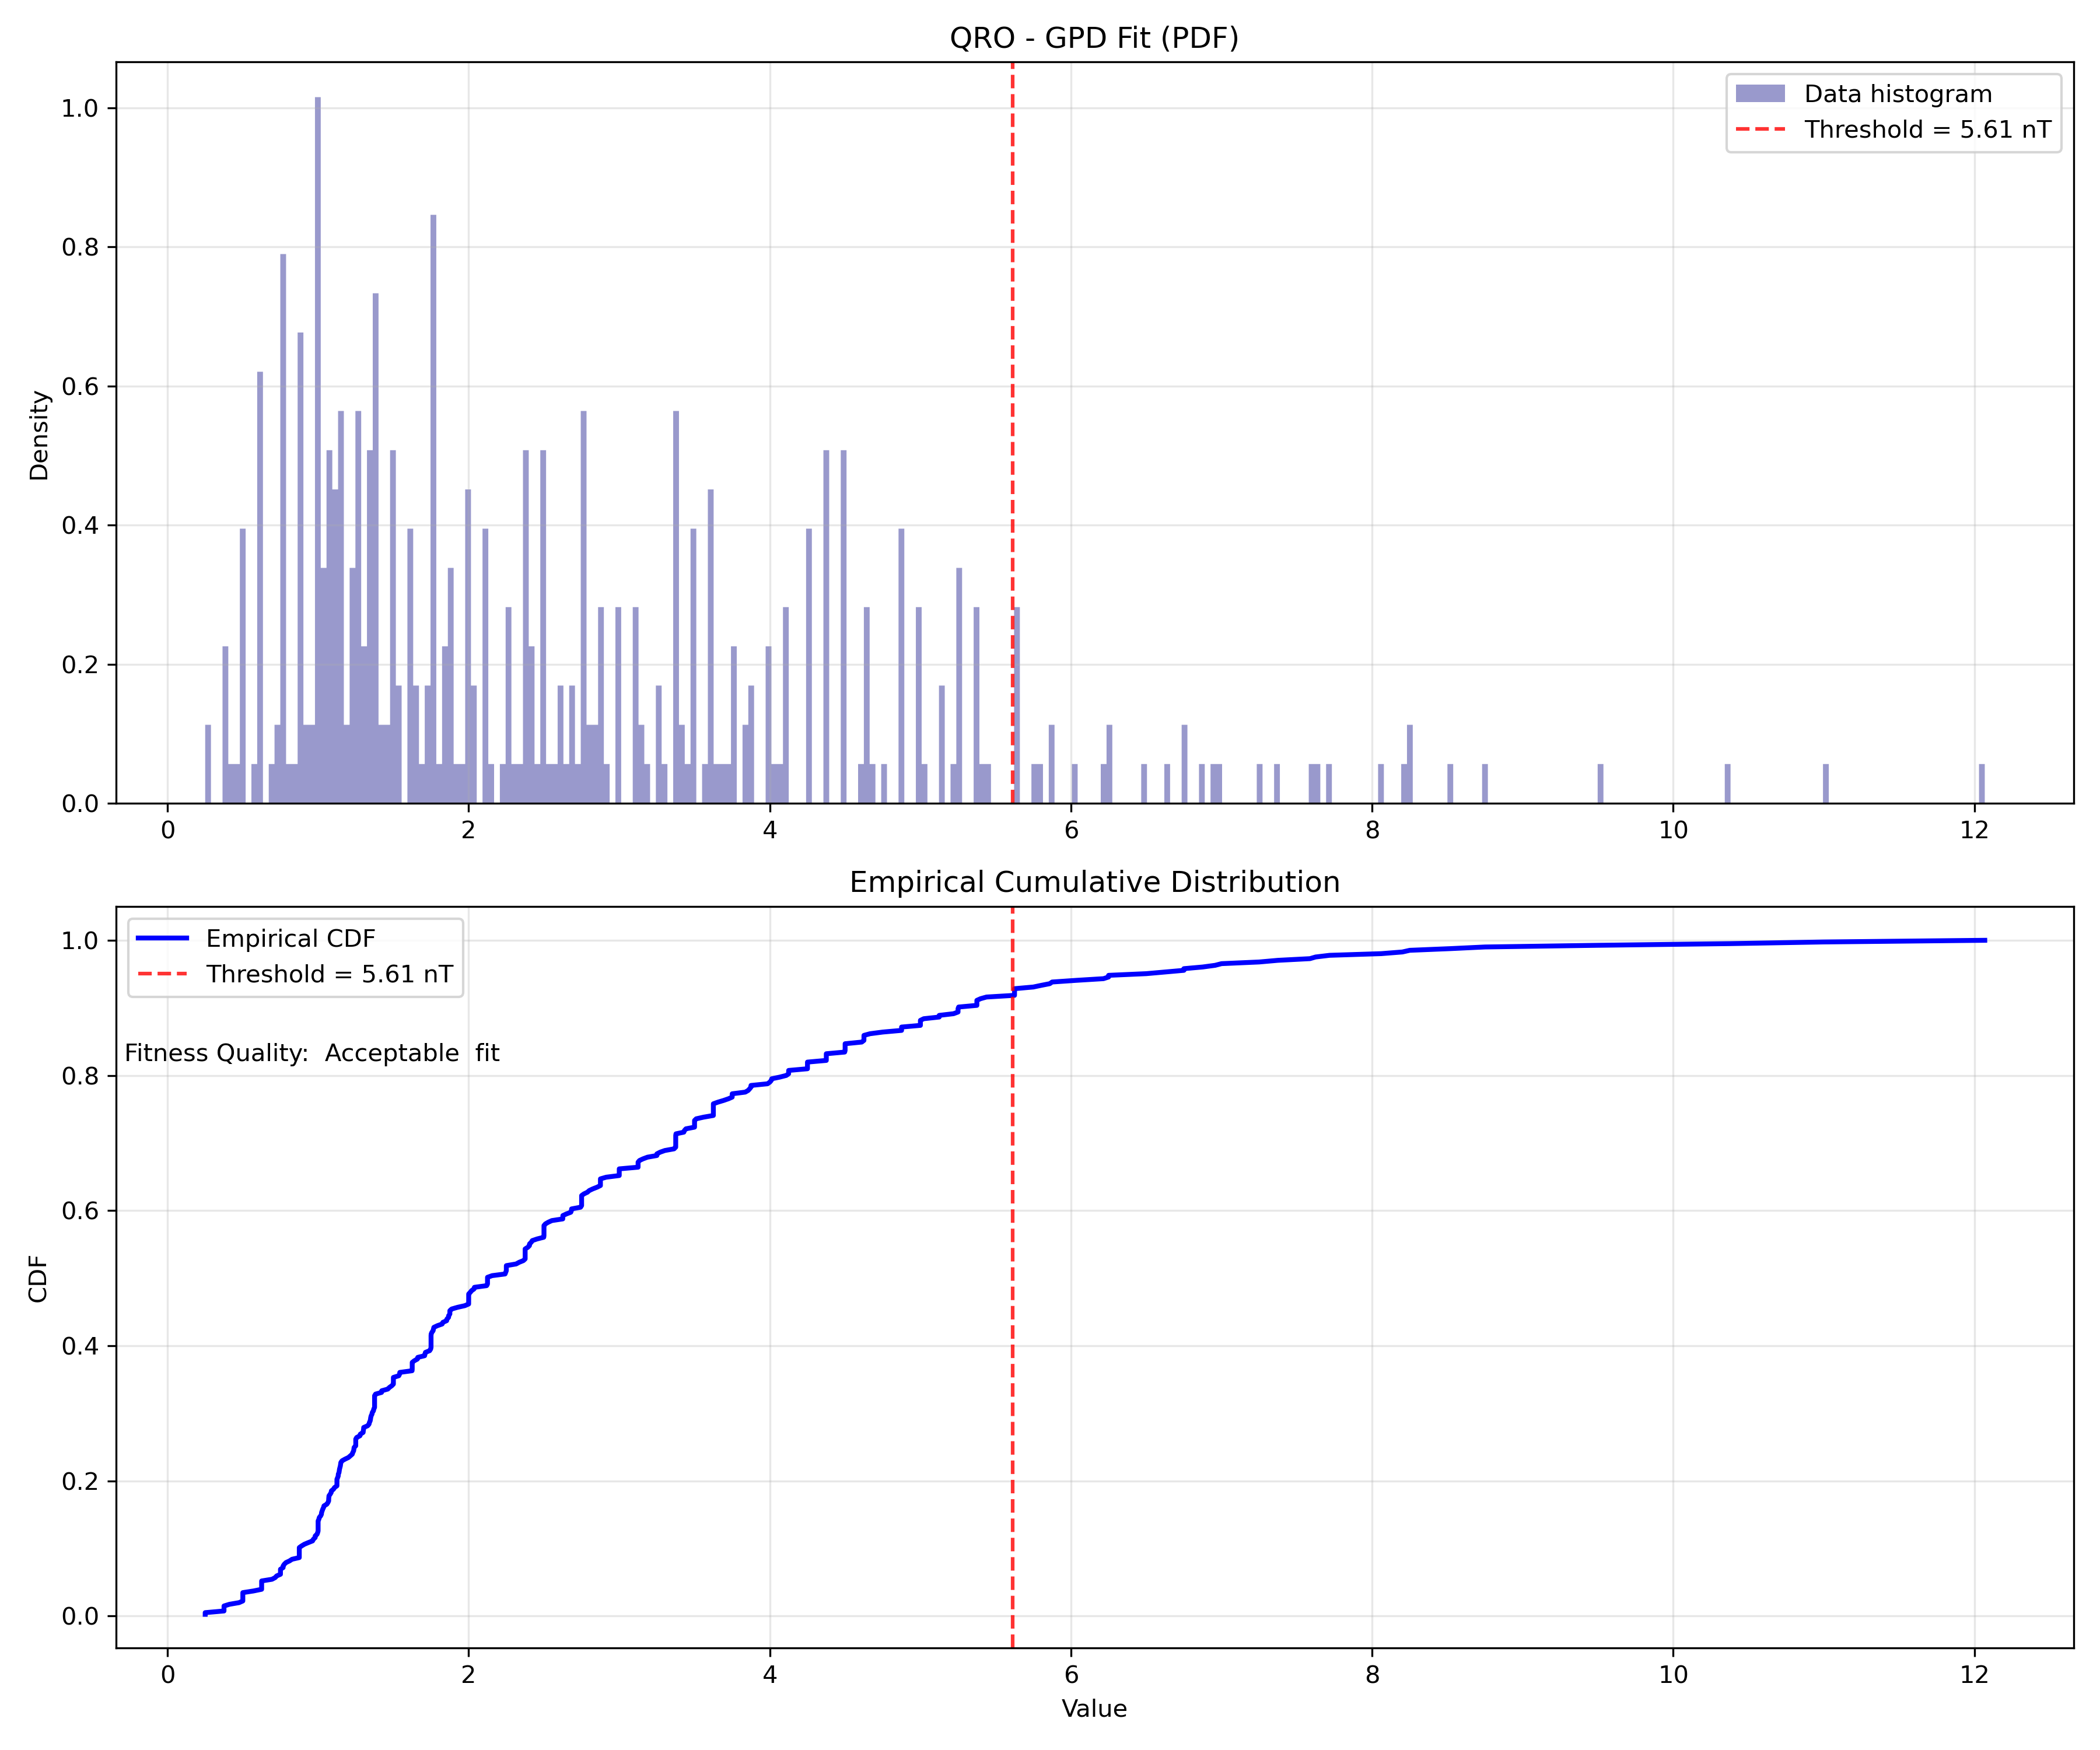 QRO - GPD Fit (PDF)
Data histogram
Threshold = 5.61 nT
Density
1.0
0.8
0.6
0.4
0.2
0.0
0 2 4 6 8 10 12
Empirical Cumulative Distribution
Empirical CDF
Threshold = 5.61 nT
Fitness Quality:  Acceptable  fit
CDF
1.0
0.8
0.6
0.4
0.2
0.0
0 2 4 6 8 10 12
Value